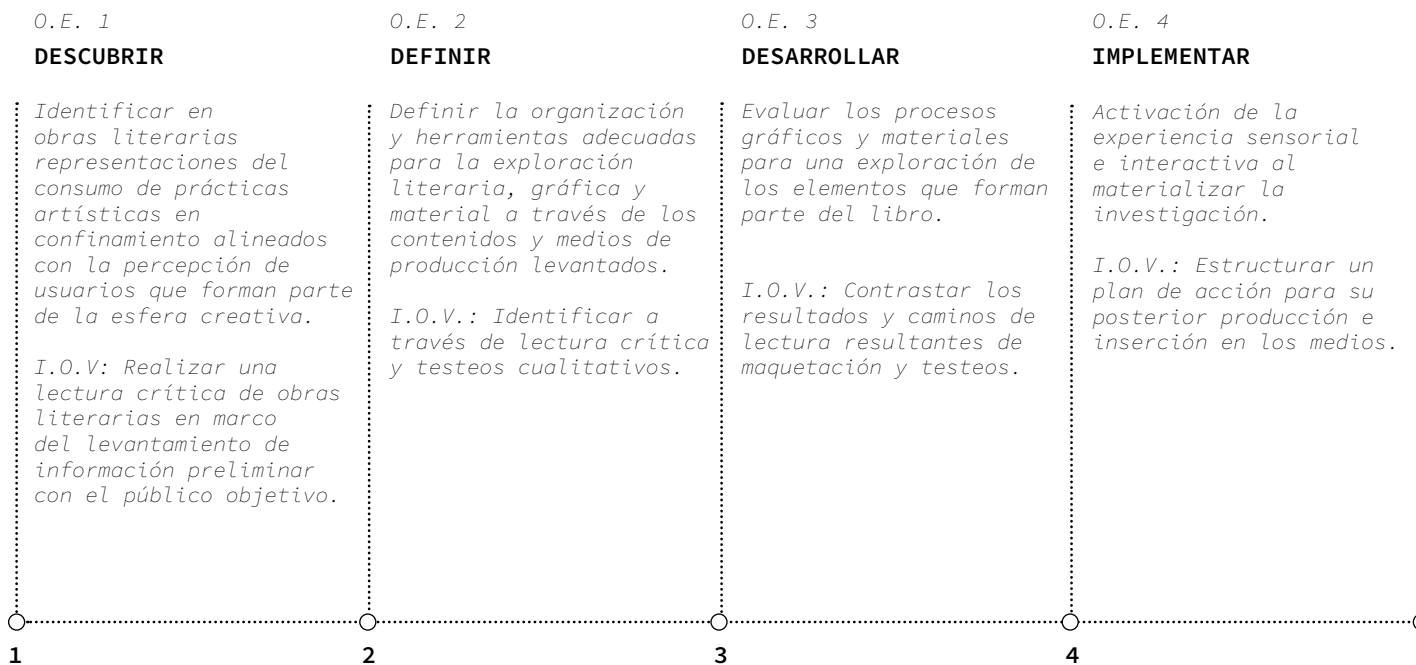 O.E. 1
DESCUBRIR
Identificar en
obras literarias
representaciones del
consumo de prácticas
artísticas en
confinamiento alineados
con la percepción de
usuarios que forman parte
de la esfera creativa.
I.O.V: Realizar una
lectura crítica de obras
literarias en marco
del levantamiento de
información preliminar
con el público objetivo.
1
O.E. 2
DEFINIR
Definir la organización
y herramientas adecuadas
para la exploración
literaria, gráfica y
material a través de los
contenidos y medios de
producción levantados.
I.O.V.: Identificar a
través de lectura crítica
y testeos cualitativos.
2
O.E. 3
DESARROLLAR
Evaluar los procesos
gráficos y materiales
para una exploración de
los elementos que forman
parte del libro.
I.O.V.: Contrastar los
resultados y caminos de
lectura resultantes de
maquetación y testeos.
3
O.E. 4
IMPLEMENTAR
Activación de la
experiencia sensorial
e interactiva al
materializar la
investigación.
I.O.V.: Estructurar un
plan de acción para su
posterior producción e
inserción en los medios.
4